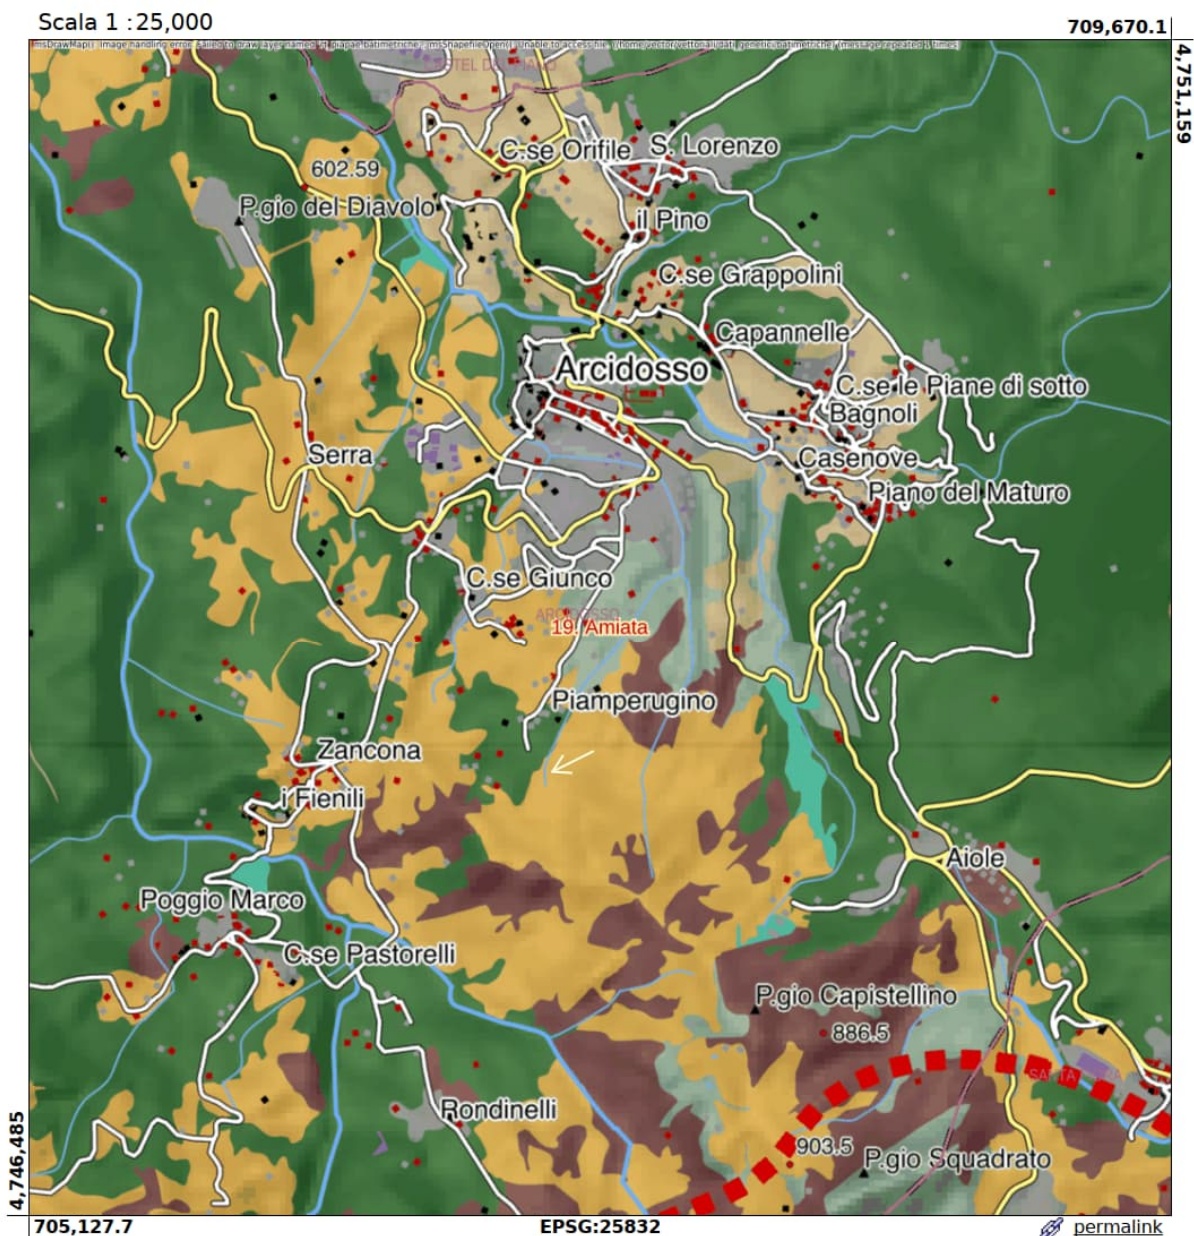 Scala 1 :25,000
709,670.1
4,751,159
C.se Orifile
S. Lorenzo
602.59
P.gio del Diavolo
il Pino
C.se Grappolini
Capannelle
Arcidosso
C.se le Piane di sotto
Bagnoli
Serra
Casenove
Piano del Maturo
C.se Giunco
ARCIDOSSO
19. Amiata
Piamperugino
Zancona
i Fienili
Aiole
Poggio Marco
C.se Pastorelli
P.gio Capistellino
886.5
Rondinelli
903.5
P.gio Squadrato
4,746,485
705,127.7
EPSG:25832
permalink